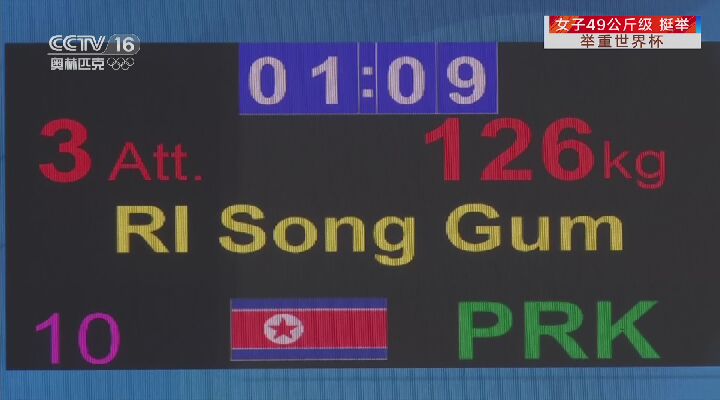 CCTV 16
奥林匹克
女子49公斤级 挺举
举重世界杯
01:09
3 Att. 126kg
RI Song Gum
10 PRK